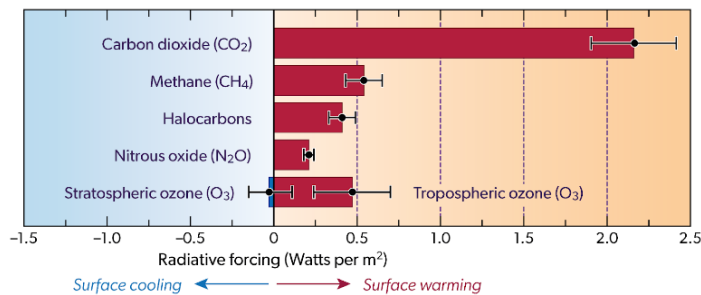 Carbon dioxide (CO2)
Methane (CH4)
Halocarbons
Nitrous oxide (N2O)
Stratospheric ozone (O3) Tropospheric ozone (O3)
–1.5 –1.0 –0.5 0 0.5 1.0 1.5 2.0 2.5
Radiative forcing (Watts per m²)
Surface cooling Surface warming